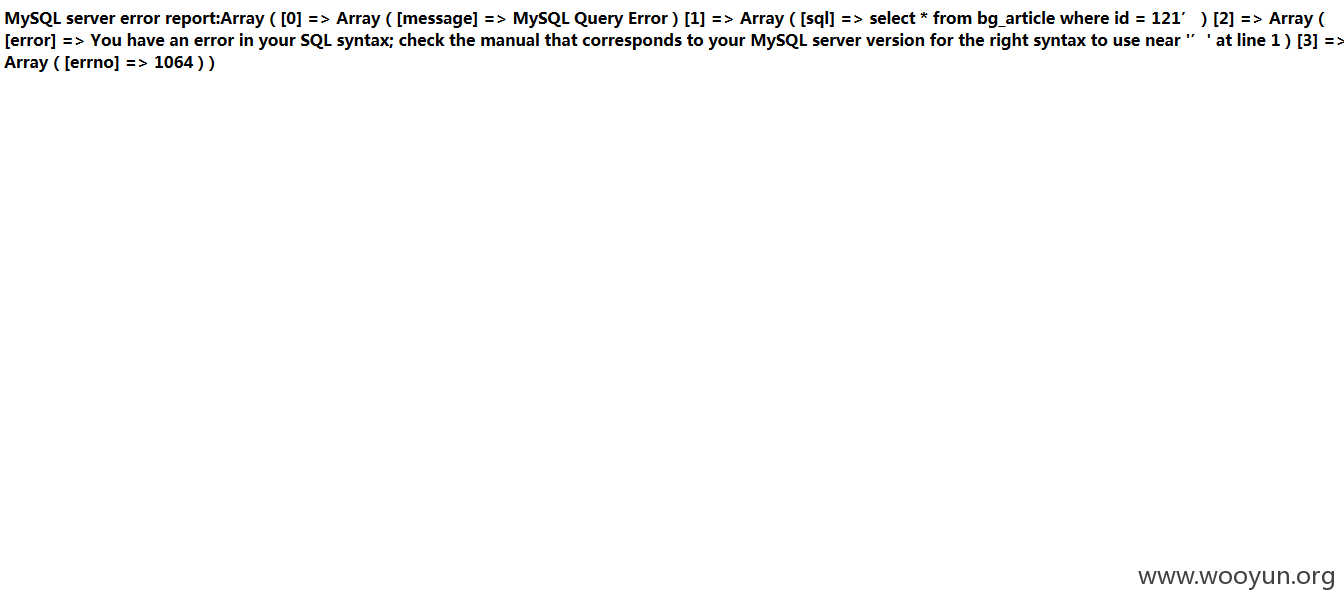 MySQL server error report:Array ( [0] => Array ( [message] => MySQL Query Error ) [1] => Array ( [sql] => select * from bg_article where id = 121′ ) [2] => Array (
[error] => You have an error in your SQL syntax; check the manual that corresponds to your MySQL server version for the right syntax to use near '′ ' at line 1 ) [3] =>
Array ( [errno] => 1064 ) )
www.wooyun.org